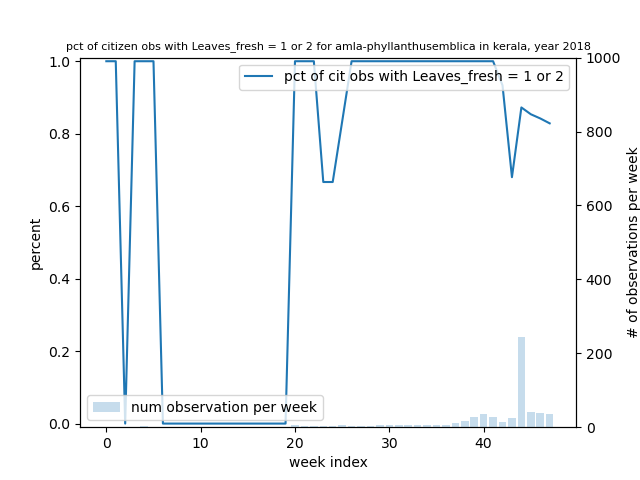 pct of citizen obs with Leaves_fresh = 1 or 2 for amla-phyllanthusemblica in kerala, year 2018
pct of cit obs with Leaves_fresh = 1 or 2
percent
1.0
0.8
0.6
0.4
0.2
0.0
1000
800
600
400
200
0
# of observations per week
num observation per week
0
10
20
30
40
week index